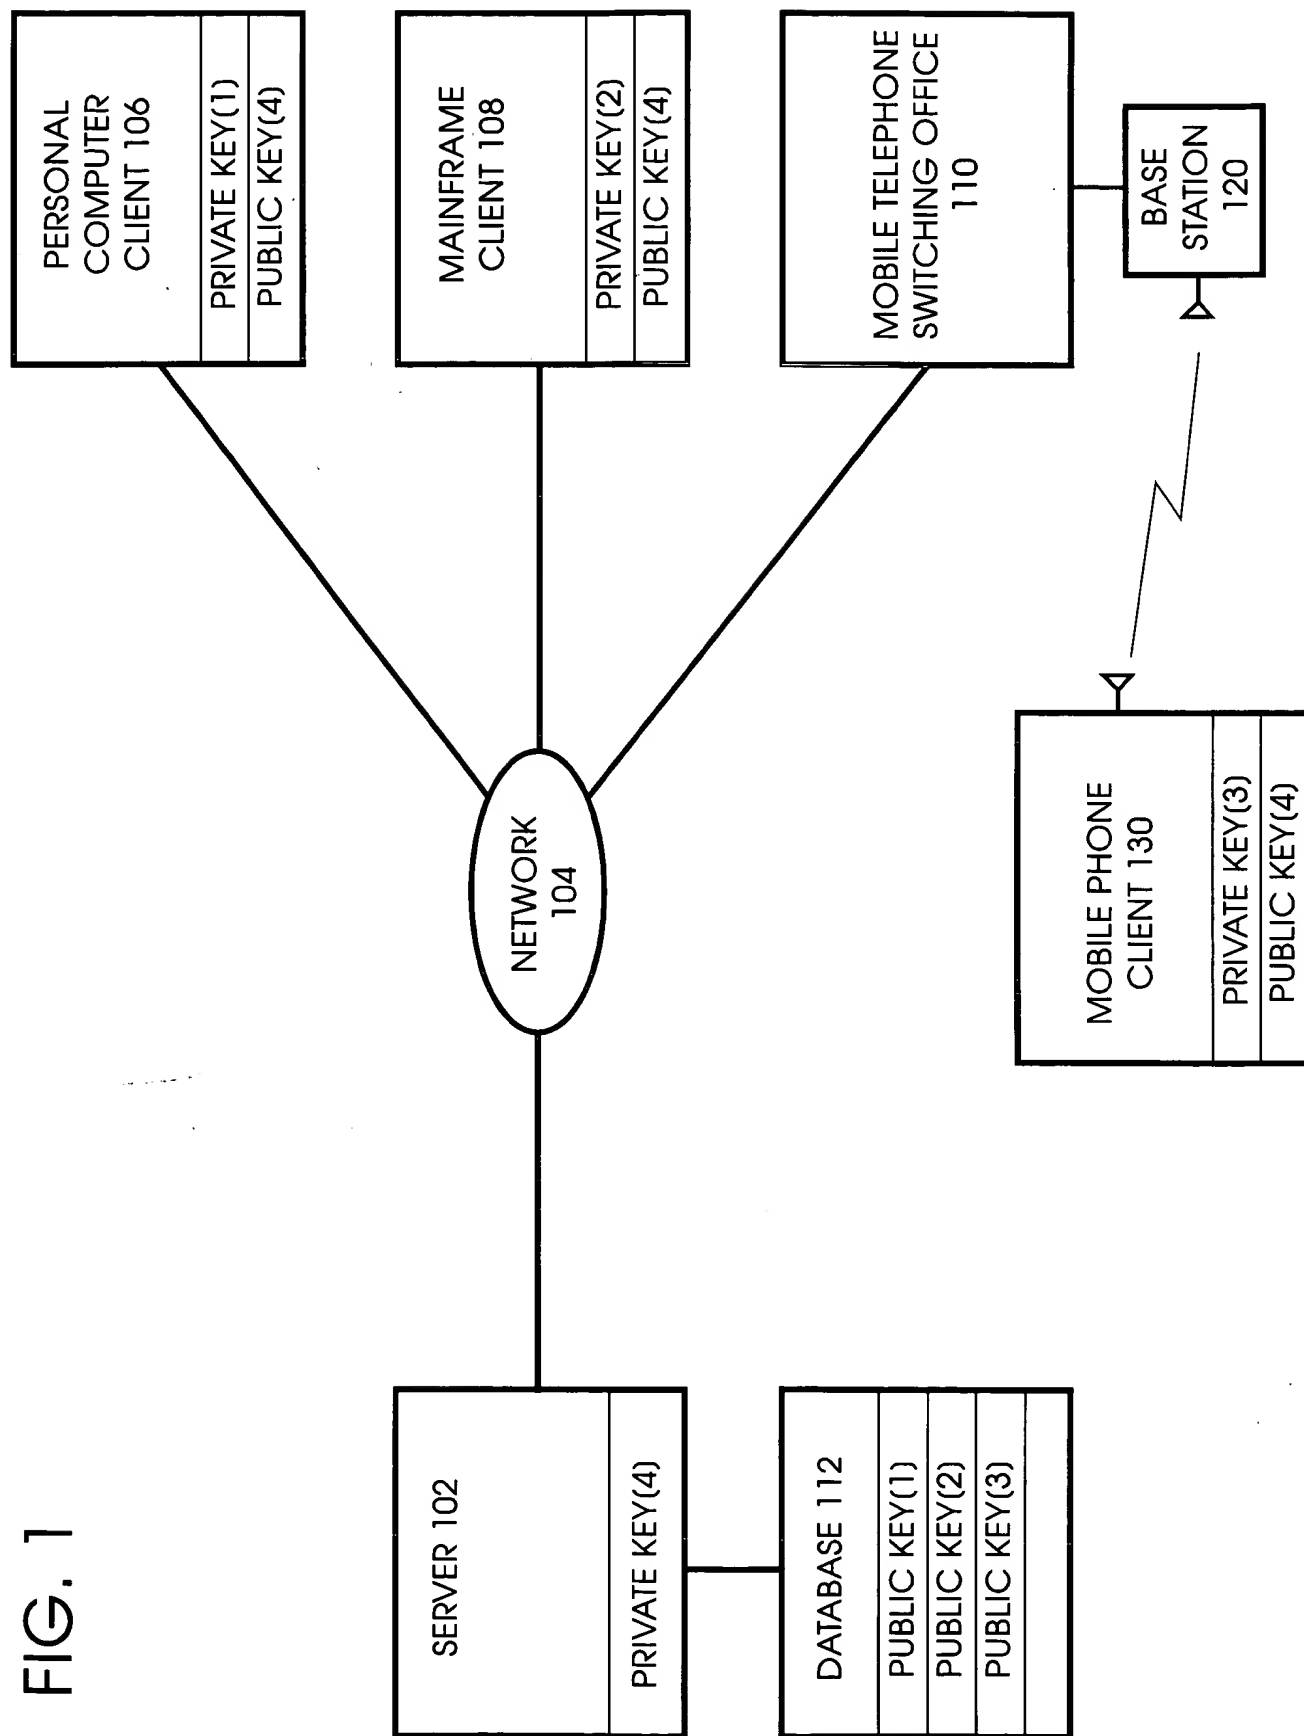 FIG. 1
SERVER 102
PRIVATE KEY(4)
DATABASE 112
PUBLIC KEY(1)
PUBLIC KEY(2)
PUBLIC KEY(3)
NETWORK
104
PERSONAL
COMPUTER
CLIENT 106
PRIVATE KEY(1)
PUBLIC KEY(4)
MAINFRAME
CLIENT 108
PRIVATE KEY(2)
PUBLIC KEY(4)
MOBILE TELEPHONE
SWITCHING OFFICE
110
BASE
STATION
120
MOBILE PHONE
CLIENT 130
PRIVATE KEY(3)
PUBLIC KEY(4)